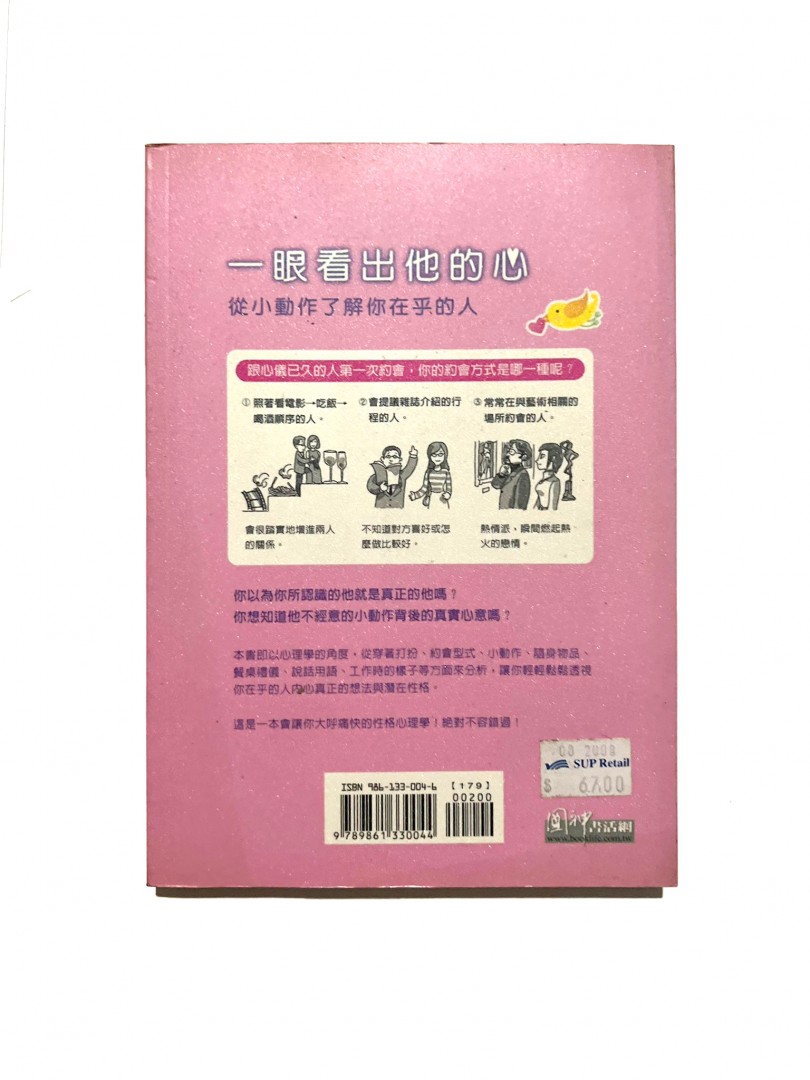 一眼看出他的心
從小動作了解你在乎的人
跟心儀已久的人第一次約會，你的約會方式是哪一種呢？
① 照著看電影→吃飯→
喝酒順序的人。
會很踏實地增進兩人
的關係。
② 會提議雜誌介紹的行
程的人。
不知道對方喜好或怎
麼做比較好。
③ 常常在與藝術相關的
場所約會的人。
熱情派，瞬間燃起熱
火的戀情。
你以為你所認識的他就是真正的他嗎？
你想知道他不經意的小動作背後的真實心意嗎？
本書即以心理學的角度，從穿著打扮、約會型式、小動作、隨身物品、
餐桌禮儀、說話用語、工作時的樣子等方面來分析，讓你輕輕鬆鬆透視
你在乎的人內心真正的想法與潛在性格。
這是一本會讓你大呼痛快的性格心理學！絕對不容錯過！
ISBN 986-133-004-6
[179]
00200
9 789861 330044
08 2008
SUP Retail
$ 67.00
圓神書活網
www.booklife.com.tw